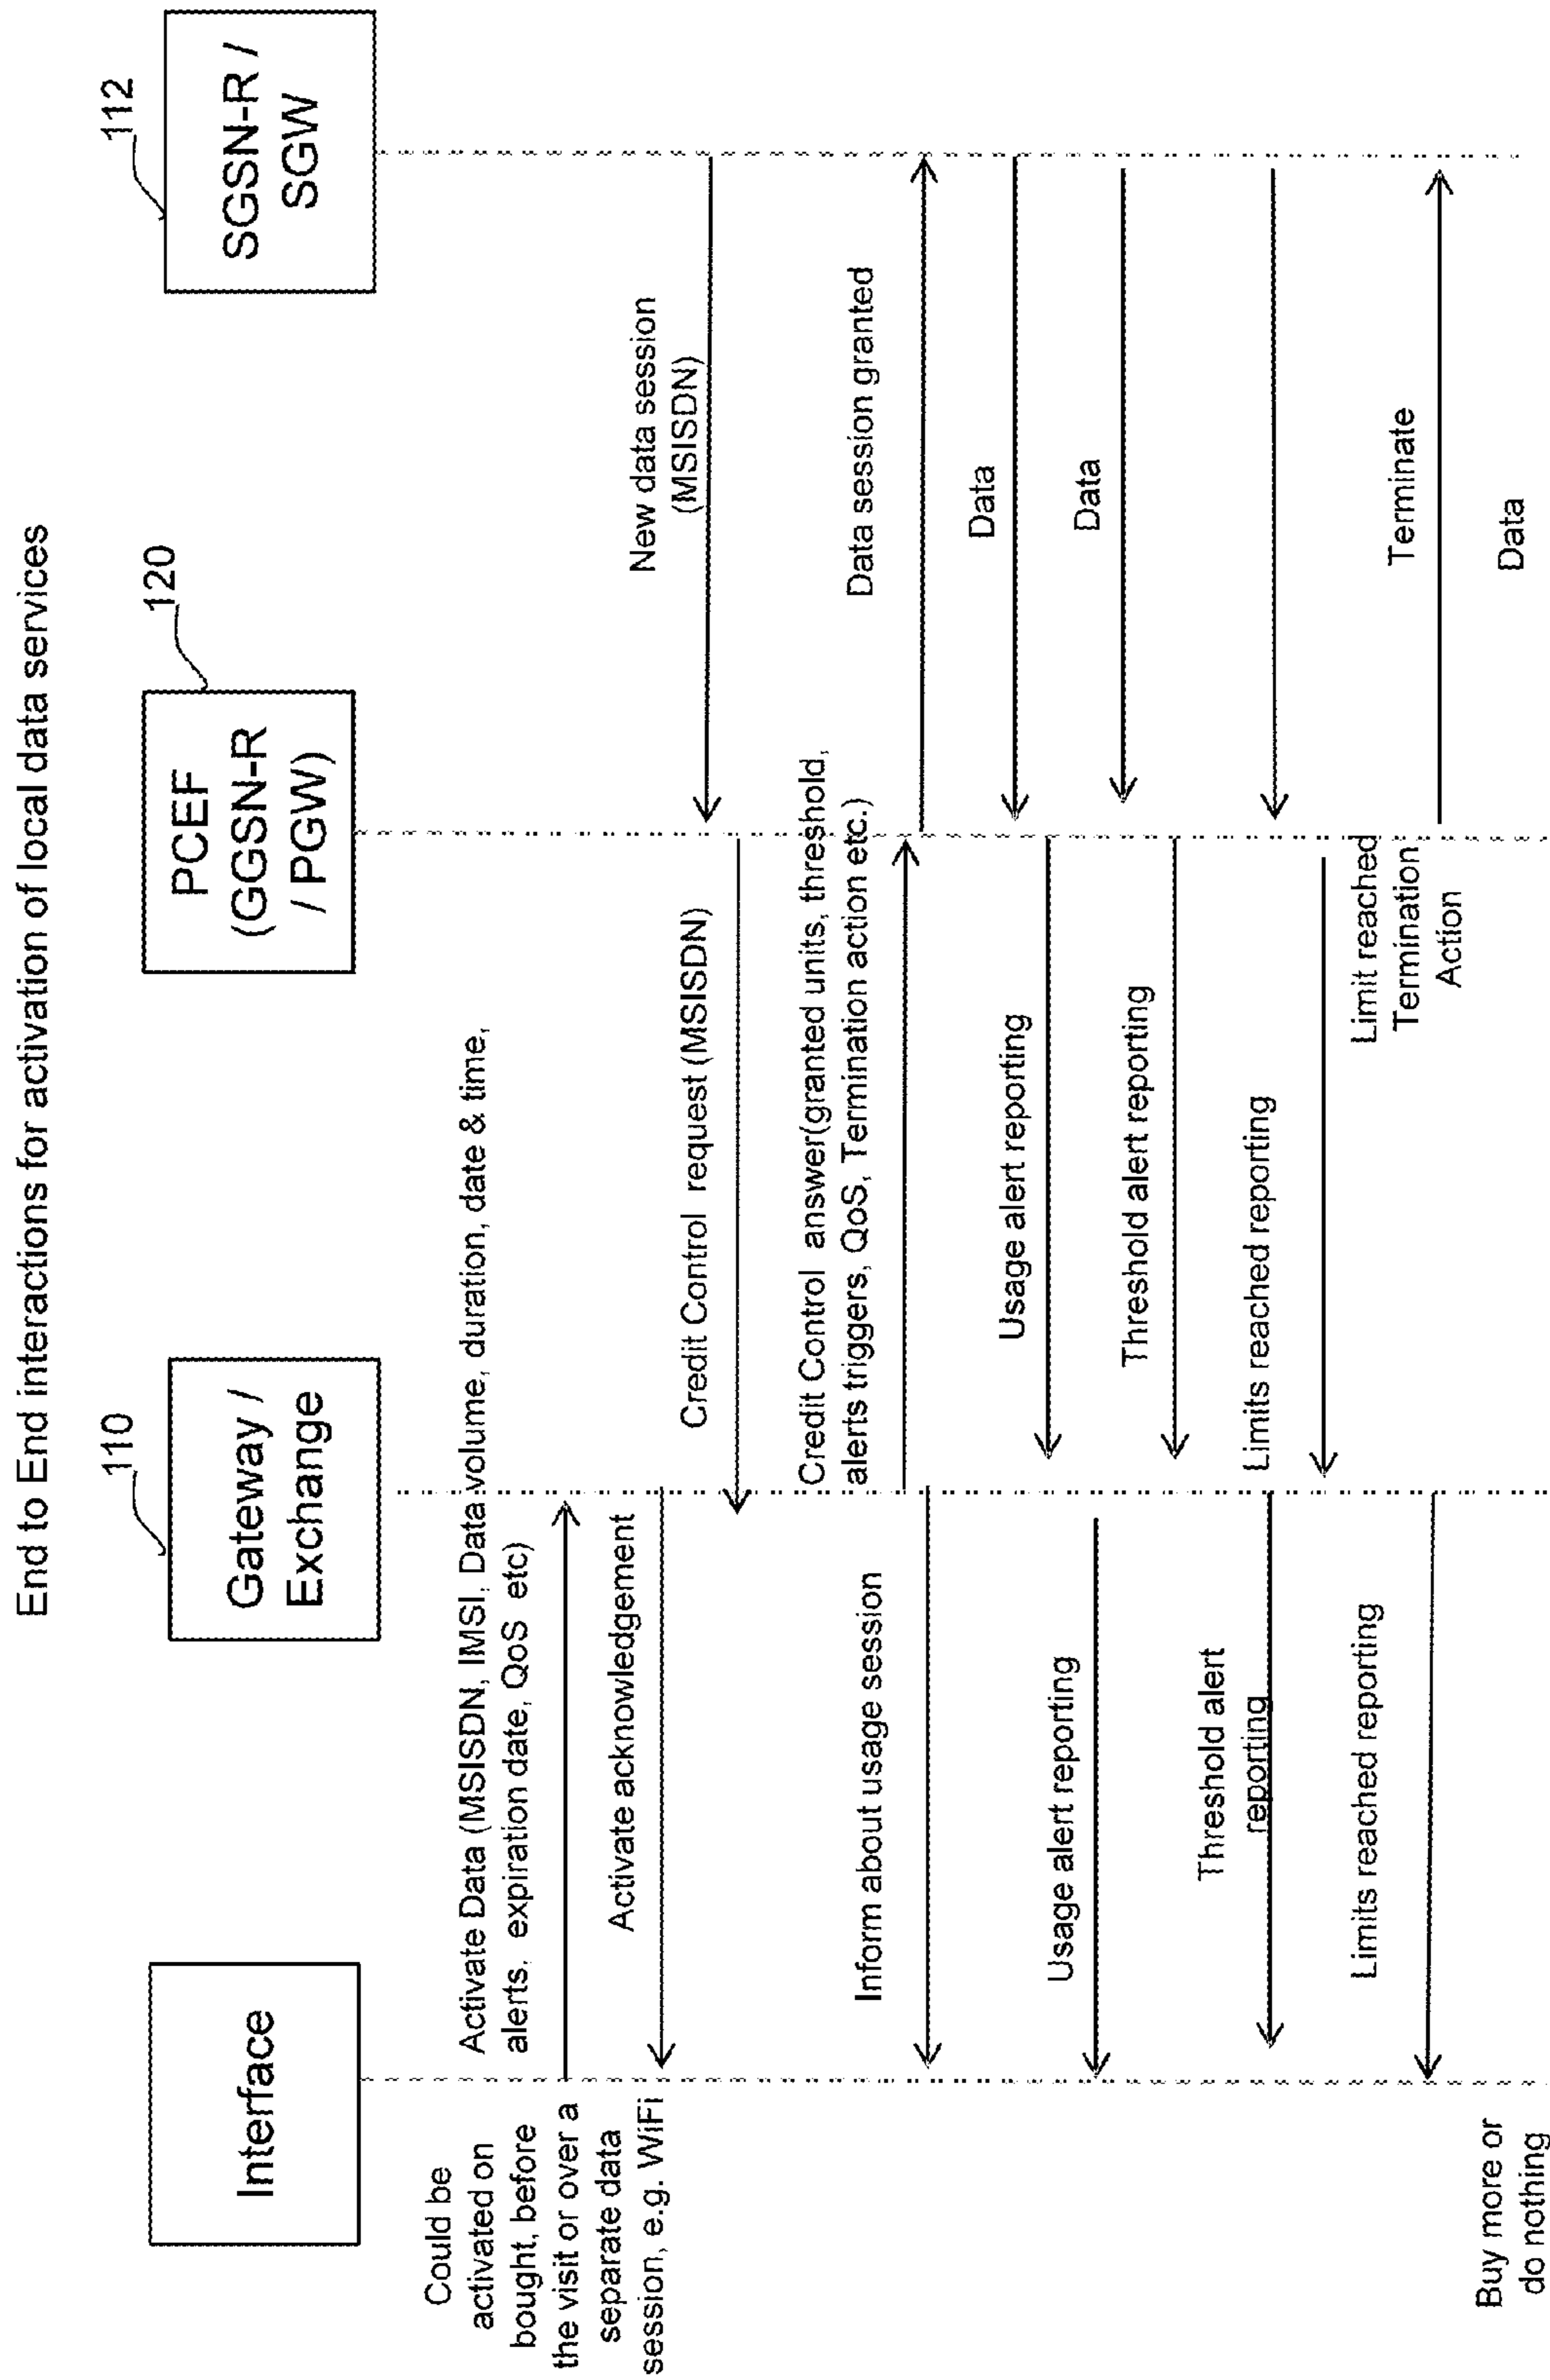 End to End interactions for activation of local data services
Interface
110
Gateway /
Exchange
120
PCEF
(GGSN-R
/ PGW)
112
SGSN-R /
SGW
Could be
activated on
bought, before
the visit or over a
separate data
session, e.g. WiFi
Activate Data (MSISDN, IMSI, Data volume, duration, date & time,
alerts, expiration date, QoS etc)
Activate acknowledgement
New data session
(MSISDN)
Credit Control request (MSISDN)
Credit Control answer(granted units, threshold,
alerts triggers, QoS, Termination action etc.)
Data session granted
Inform about usage session
Data
Usage alert reporting
Usage alert reporting
Data
Threshold alert reporting
Threshold alert
reporting
Limits reached reporting
Limits reached reporting
Limit reached
Termination
Action
Terminate
Data
Buy more or
do nothing